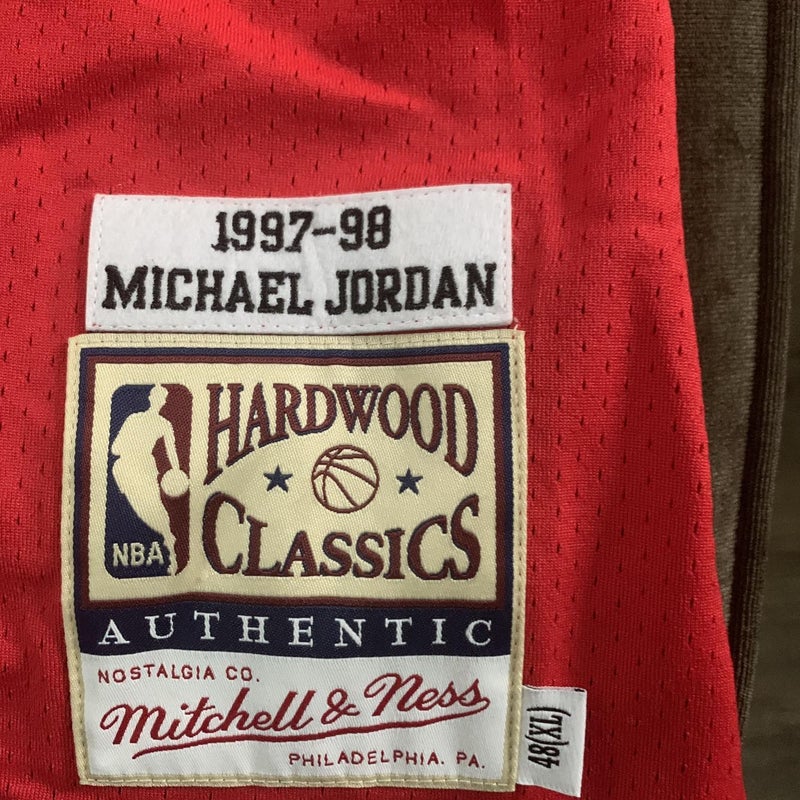 1997-98
MICHAEL JORDAN
HARDWOOD
CLASSICS
NBA
AUTHENTIC
NOSTALGIA CO.
Mitchell & Ness
PHILADELPHIA. PA.
48(XL)